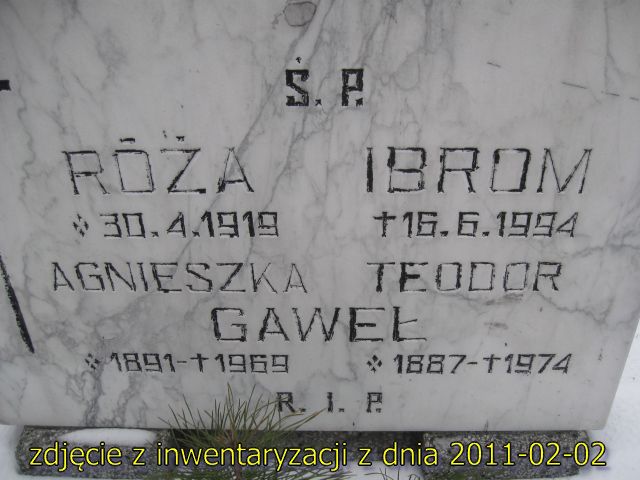 Ś. P.
RÓŻA IBROM
* 30.4.1919 †16.6.1994
AGNIESZKA TEODOR
GAWEŁ
* 1891-†1969 * 1887-†1974
R. I. P.
zdjęcie z inwentaryzacji z dnia 2011-02-02